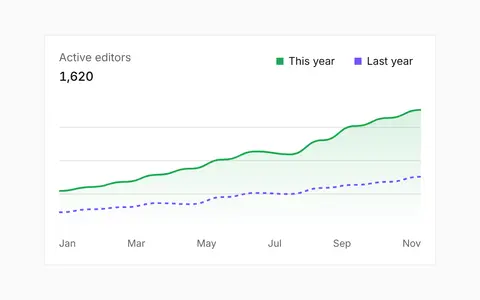 Active editors
1,620
This year
Last year
Jan
Mar
May
Jul
Sep
Nov